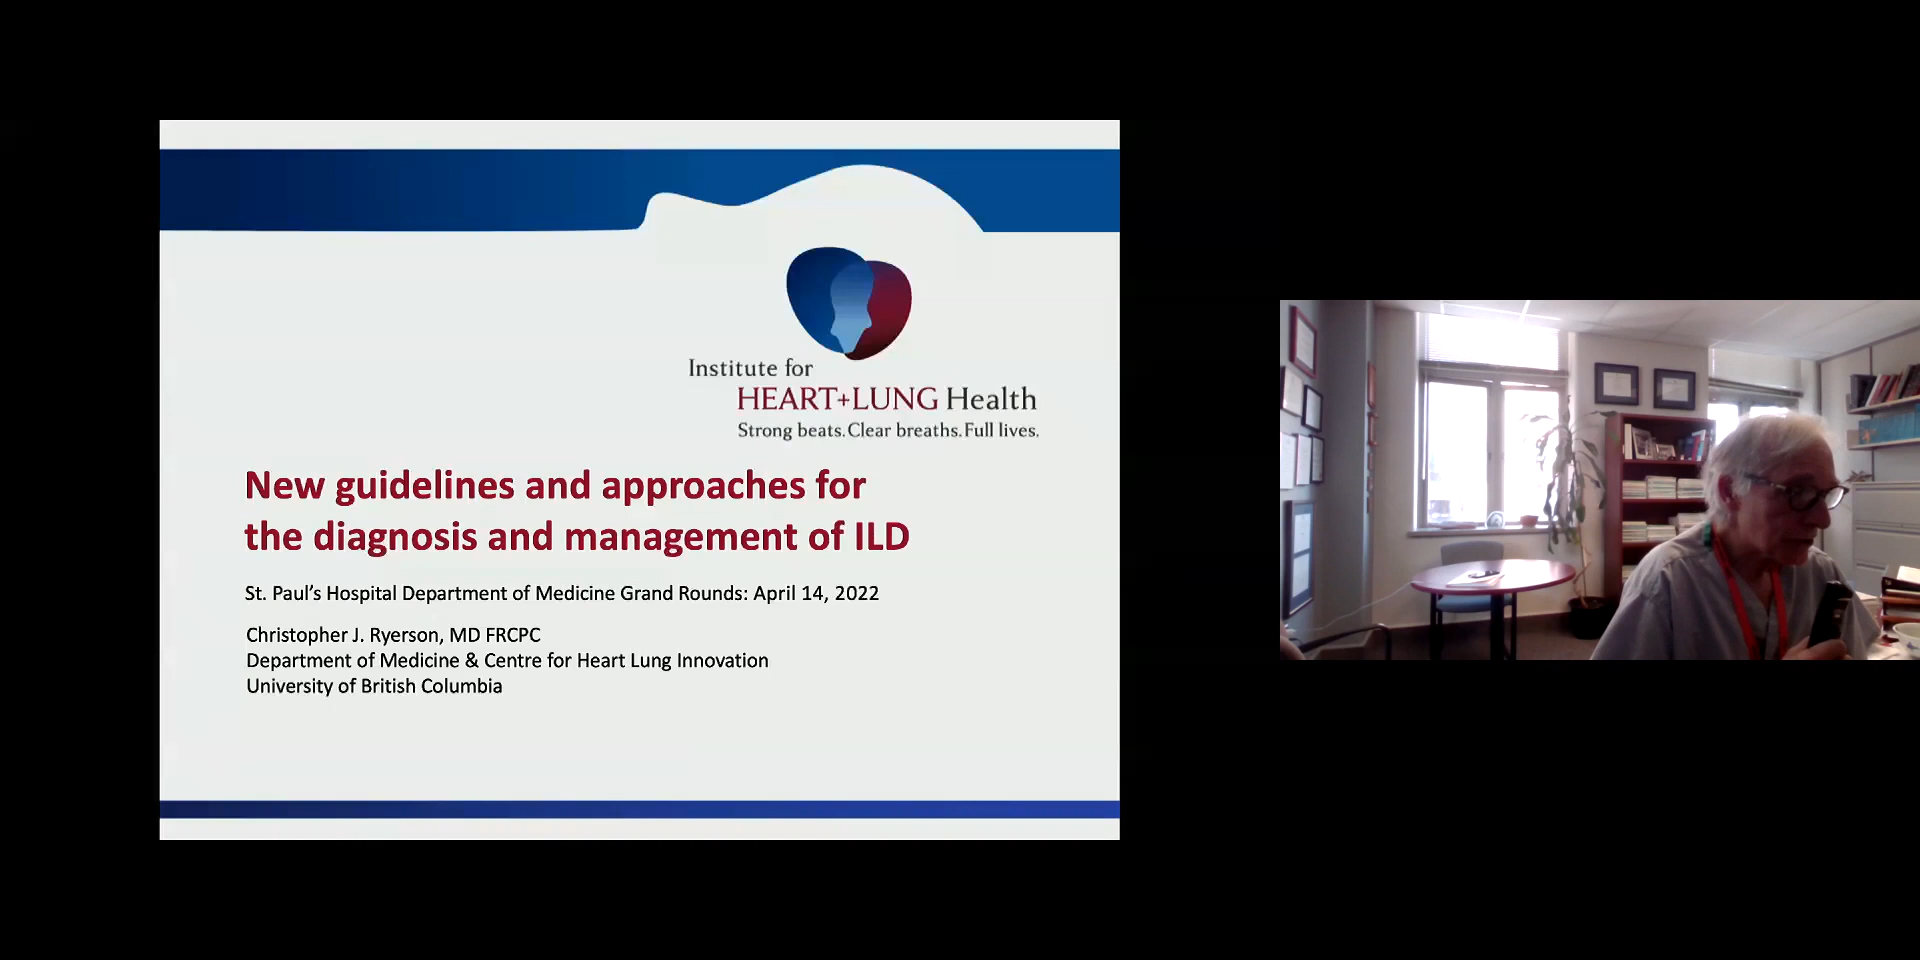 Institute for
HEART+LUNG Health
Strong beats. Clear breaths. Full lives.
New guidelines and approaches for
the diagnosis and management of ILD
St. Paul's Hospital Department of Medicine Grand Rounds: April 14, 2022
Christopher J. Ryerson, MD FRCPC
Department of Medicine & Centre for Heart Lung Innovation
University of British Columbia